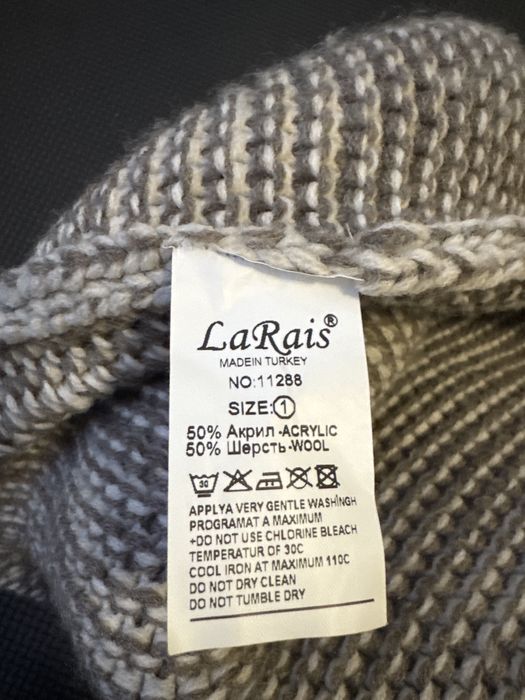 LaRais®
MADEIN TURKEY
NO:11288
SIZE:①
50% Акрил -ACRYLIC
50% Шерсть-WOOL
30
APPLYA VERY GENTLE WASHINGH
PROGRAMAT A MAXIMUM
+DO NOT USE CHLORINE BLEACH
TEMPERATUR OF 30C
COOL IRON AT MAXIMUM 110C
DO NOT DRY CLEAN
DO NOT TUMBLE DRY